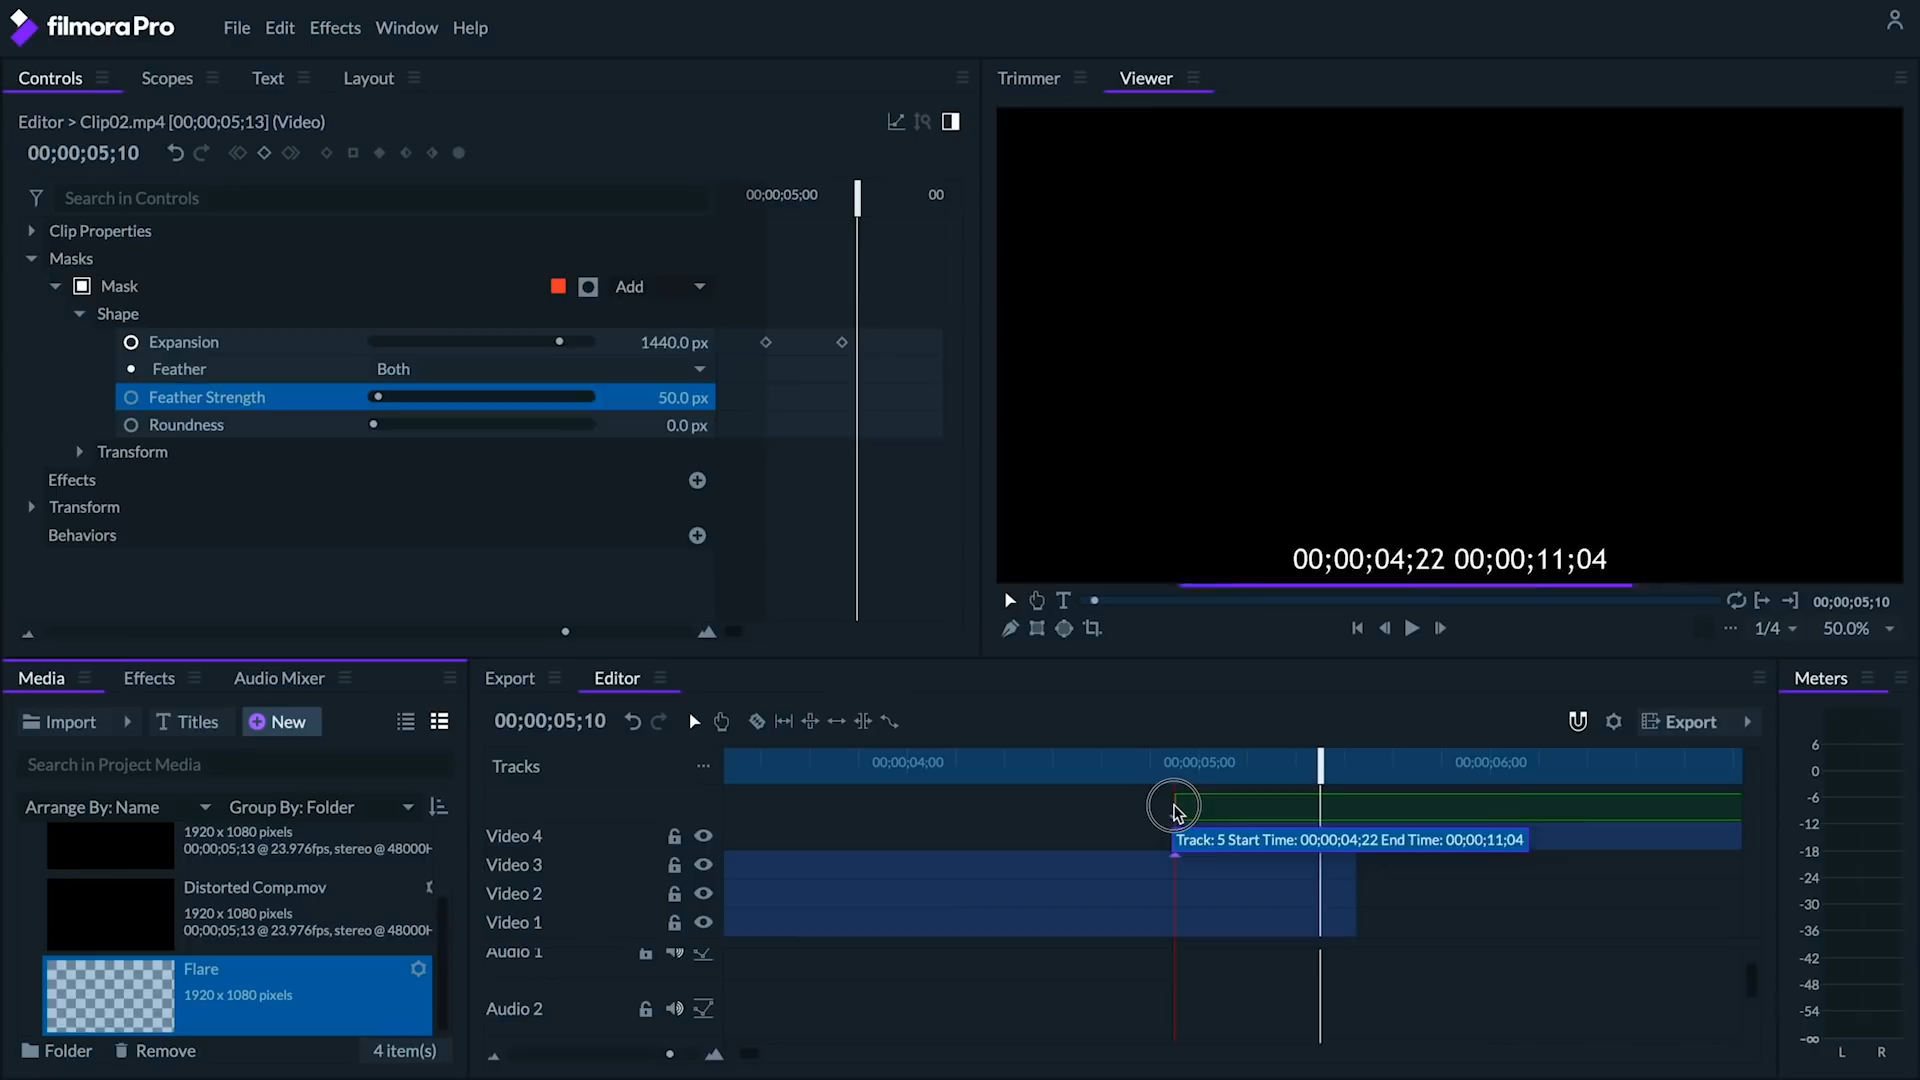 filmoraPro
File Edit Effects Window Help
Controls Scopes Text Layout
Trimmer Viewer
Editor > Clip02.mp4 [00;00;05;13] (Video)
00;00;05;10
Search in Controls
00;00;05;00 00
Clip Properties
Masks
Mask Add
Shape
Expansion 1440.0 px
Feather Both
Feather Strength 50.0 px
Roundness 0.0 px
Transform
Effects
Transform
Behaviors
00;00;04;22 00;00;11;04
T 00;00;05;10
... 1/4 50.0%
Media Effects Audio Mixer
Import Titles New
Search in Project Media
Arrange By: Name Group By: Folder
1920 x 1080 pixels
00;00;05;13 @ 23.976fps, stereo @ 48000H
Distorted Comp.mov
1920 x 1080 pixels
00;00;05;13 @ 23.976fps, stereo @ 48000H
Flare
1920 x 1080 pixels
Folder Remove 4 item(s)
Export Editor
00;00;05;10
Export
Tracks ...
00;00;04;00 00;00;05;00 00;00;06;00
Video 4
Track: 5 Start Time: 00;00;04;22 End Time: 00;00;11;04
Video 3
Video 2
Video 1
Audio 1
Audio 2
Meters
6
0
-6
-12
-18
-24
-30
-36
-42
-48
-54
-∞
L R